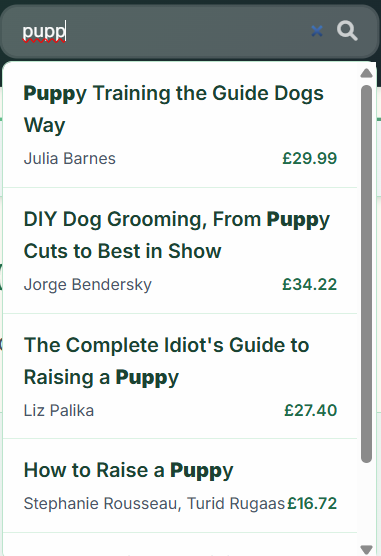 pupp
Puppy Training the Guide Dogs
Way
Julia Barnes £29.99
DIY Dog Grooming, From Puppy
Cuts to Best in Show
Jorge Bendersky £34.22
The Complete Idiot's Guide to
Raising a Puppy
Liz Palika £27.40
How to Raise a Puppy
Stephanie Rousseau, Turid Rugaas £16.72